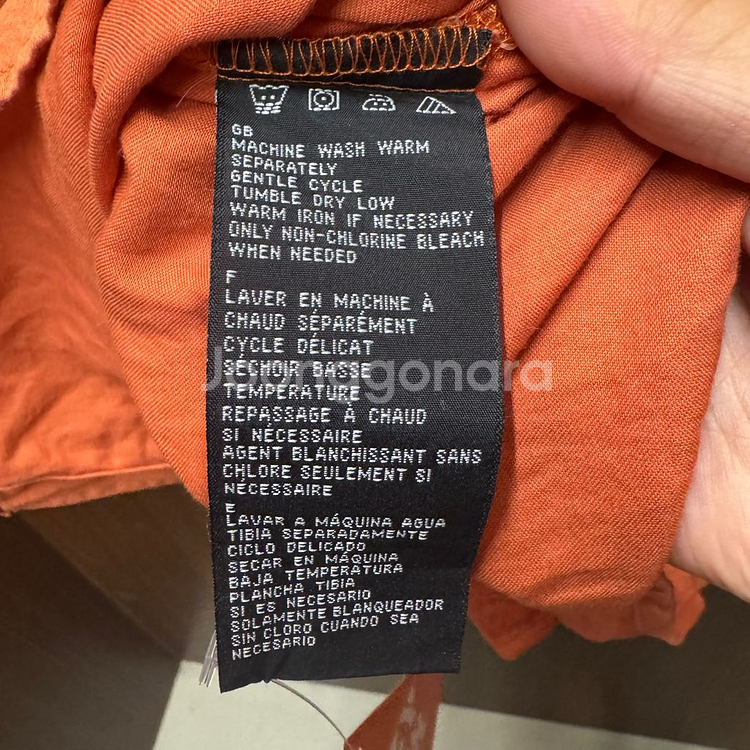 GB
MACHINE WASH WARM
SEPARATELY
GENTLE CYCLE
TUMBLE DRY LOW
WARM IRON IF NECESSARY
ONLY NON-CHLORINE BLEACH
WHEN NEEDED
F
LAVER EN MACHINE À
CHAUD SÉPARÉMENT
CYCLE DÉLICAT
SÉCHOIR BASSE
TEMPÉRATURE
REPASSAGE À CHAUD
SI NÉCESSAIRE
AGENT BLANCHISSANT SANS
CHLORE SEULEMENT SI
NÉCESSAIRE
E
LAVAR A MÁQUINA AGUA
TIBIA SEPARADAMENTE
CICLO DELICADO
SECAR EN MÁQUINA
BAJA TEMPERATURA
PLANCHA TIBIA
SI ES NECESARIO
SOLAMENTE BLANQUEADOR
SIN CLORO CUANDO SEA
NECESARIO
Joonggonara